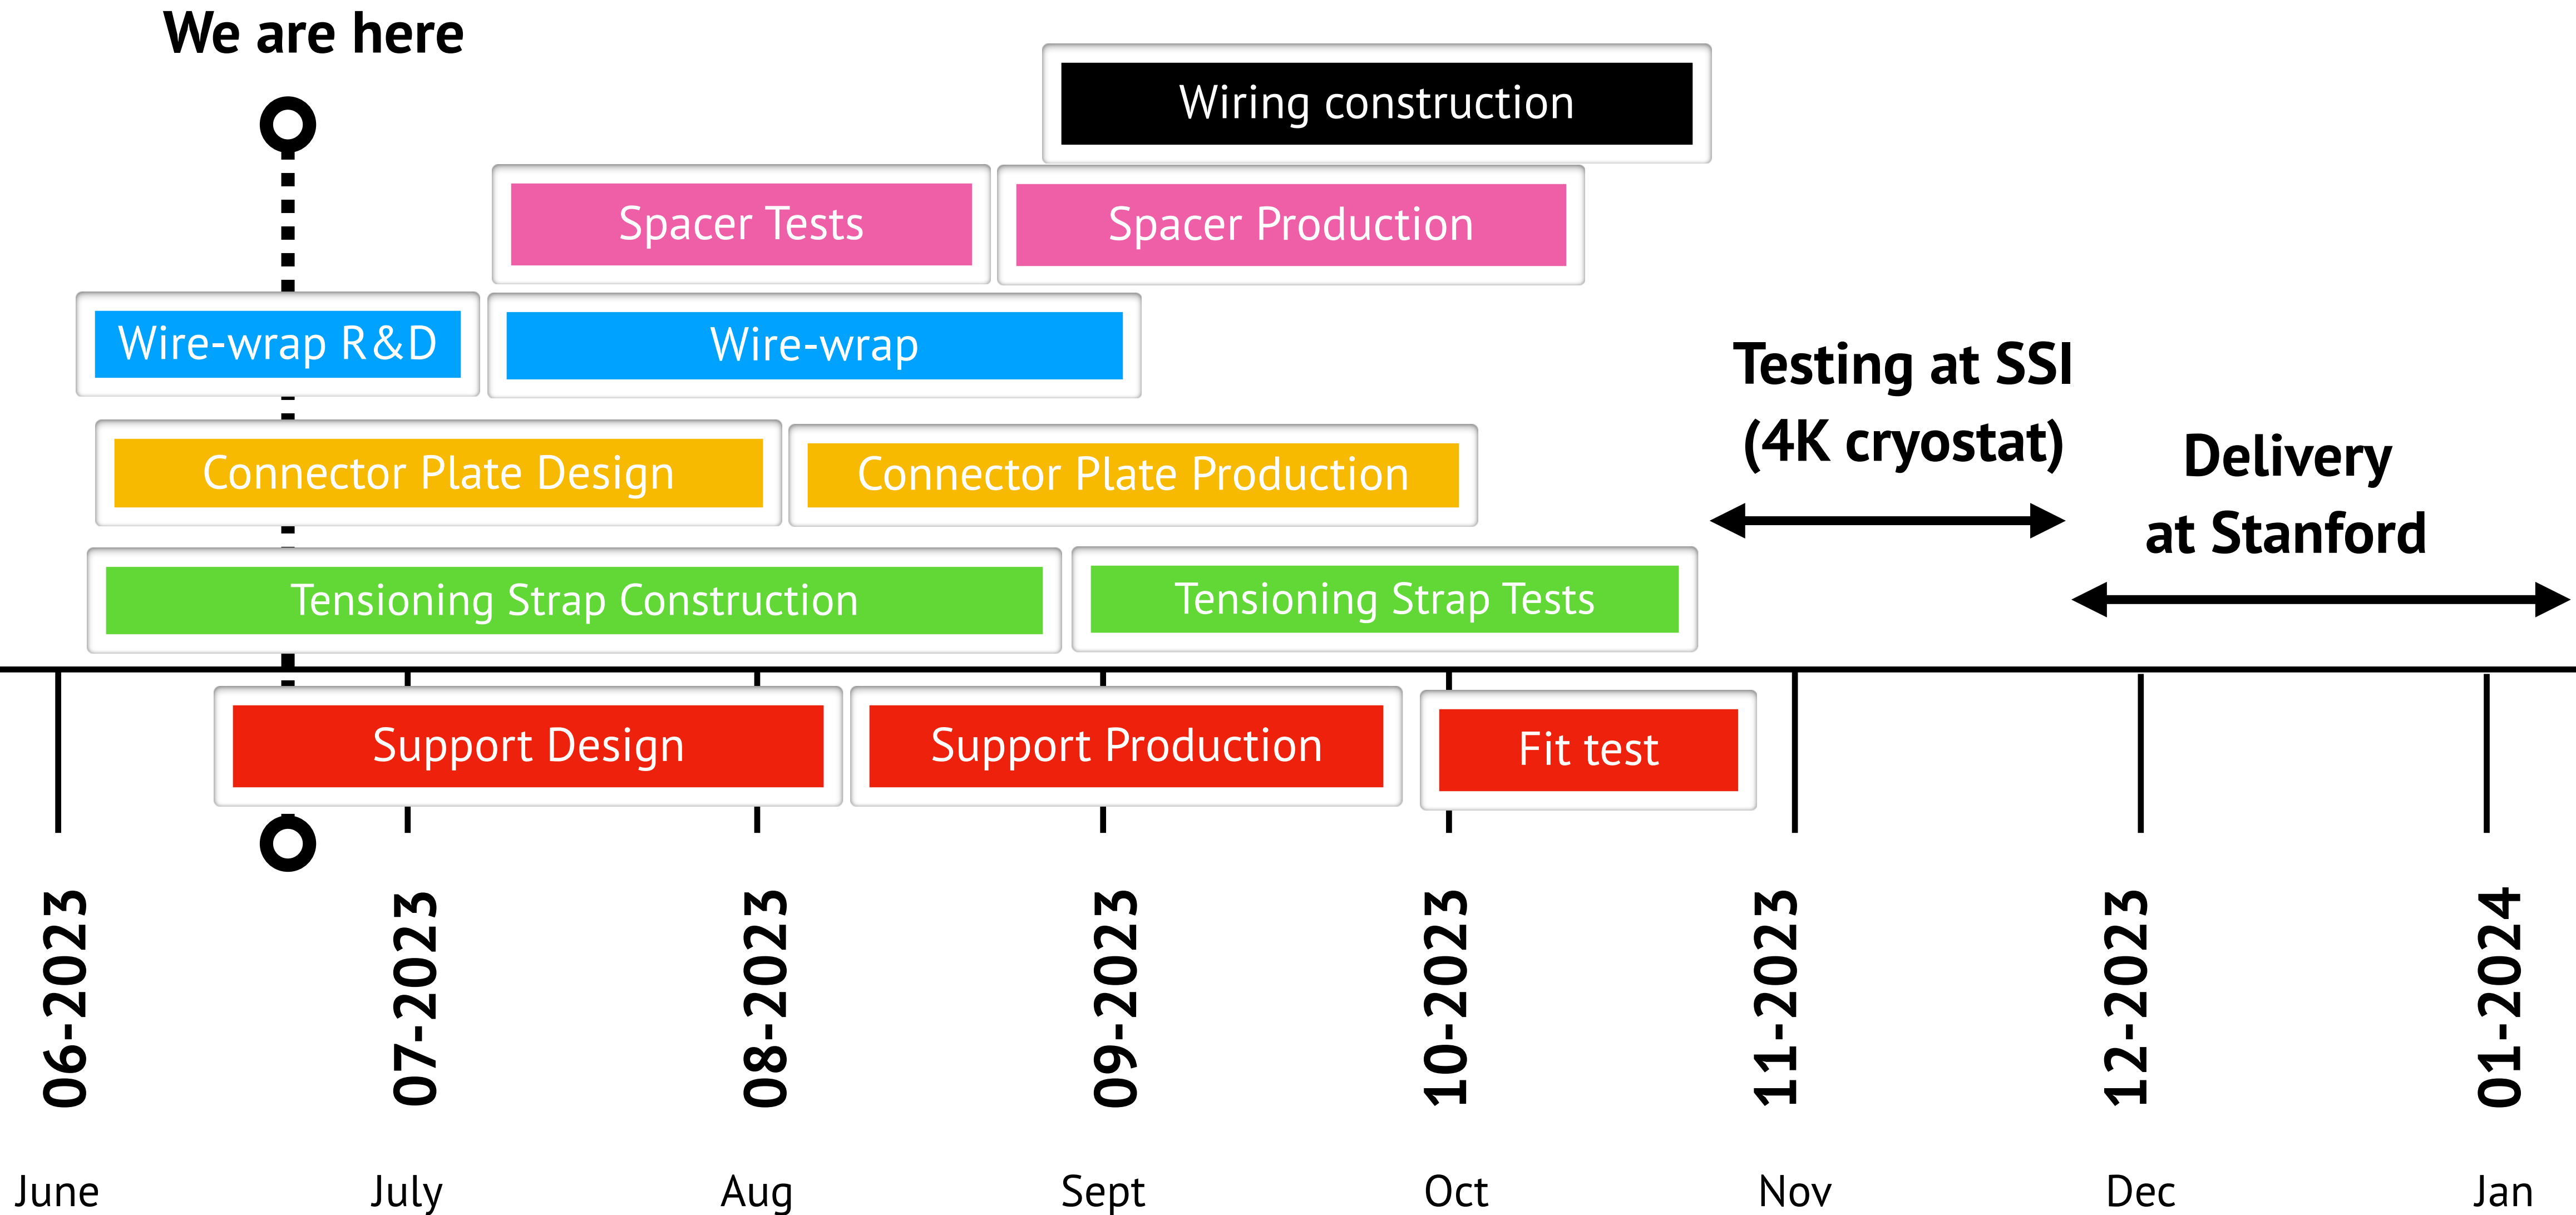 We are here
Wiring construction
Spacer Tests
Spacer Production
Wire-wrap R&D
Wire-wrap
Testing at SSI
(4K cryostat)
Connector Plate Design
Connector Plate Production
Delivery
at Stanford
Tensioning Strap Construction
Tensioning Strap Tests
Support Design
Support Production
Fit test
06-2023
07-2023
08-2023
09-2023
10-2023
11-2023
12-2023
01-2024
June
July
Aug
Sept
Oct
Nov
Dec
Jan